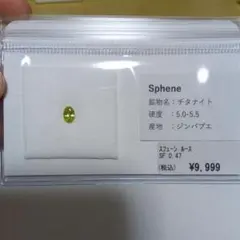 Sphene
鉱物名：チタナイト
硬度　：5.0-5.5
産地　：ジンバブエ
スフェーン ルース
SF 0.47
(税込)　¥9,999